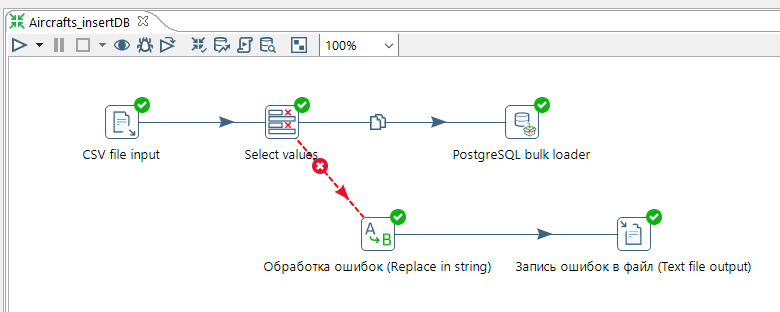 Aircrafts_insertDB
100%
CSV file input
Select values
PostgreSQL bulk loader
A
B
Обработка ошибок (Replace in string)
Запись ошибок в файл (Text file output)